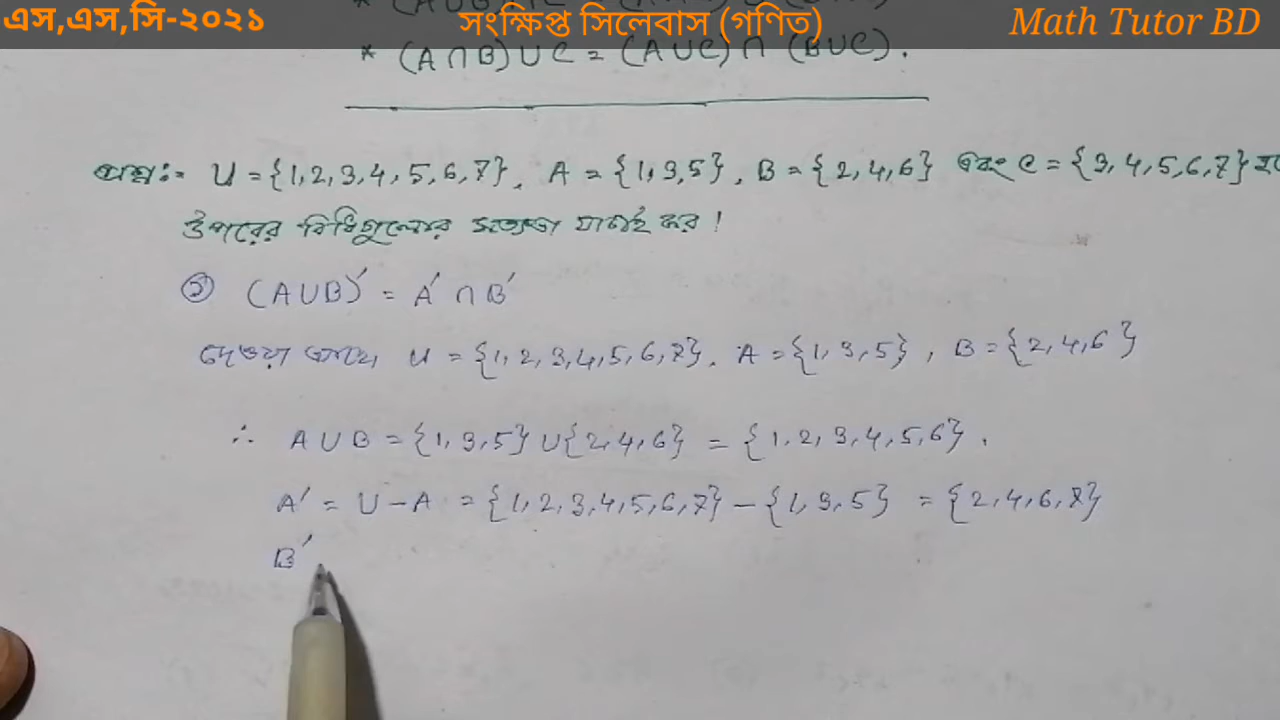 এস,এস,সি-২০২১ সংক্ষিপ্ত সিলেবাস (গণিত) Math Tutor BD
* (A∩B)∪C = (A∪C)∩(B∪C).
প্রশ্ন:- U = {1,2,3,4,5,6,7}, A = {1,3,5}, B = {2,4,6} এবং C = {3,4,5,6,7}
উপরের বিধিগুলোর সত্যতা যাচাই কর!
① (A∪B)′ = A′ ∩ B′
দেওয়া আছে, U = {1,2,3,4,5,6,7}. A = {1,3,5}, B = {2,4,6}
∴ A∪B = {1,3,5}∪{2,4,6} = {1,2,3,4,5,6}.
A′ = U-A = {1,2,3,4,5,6,7} - {1,3,5} = {2,4,6,7}
B′